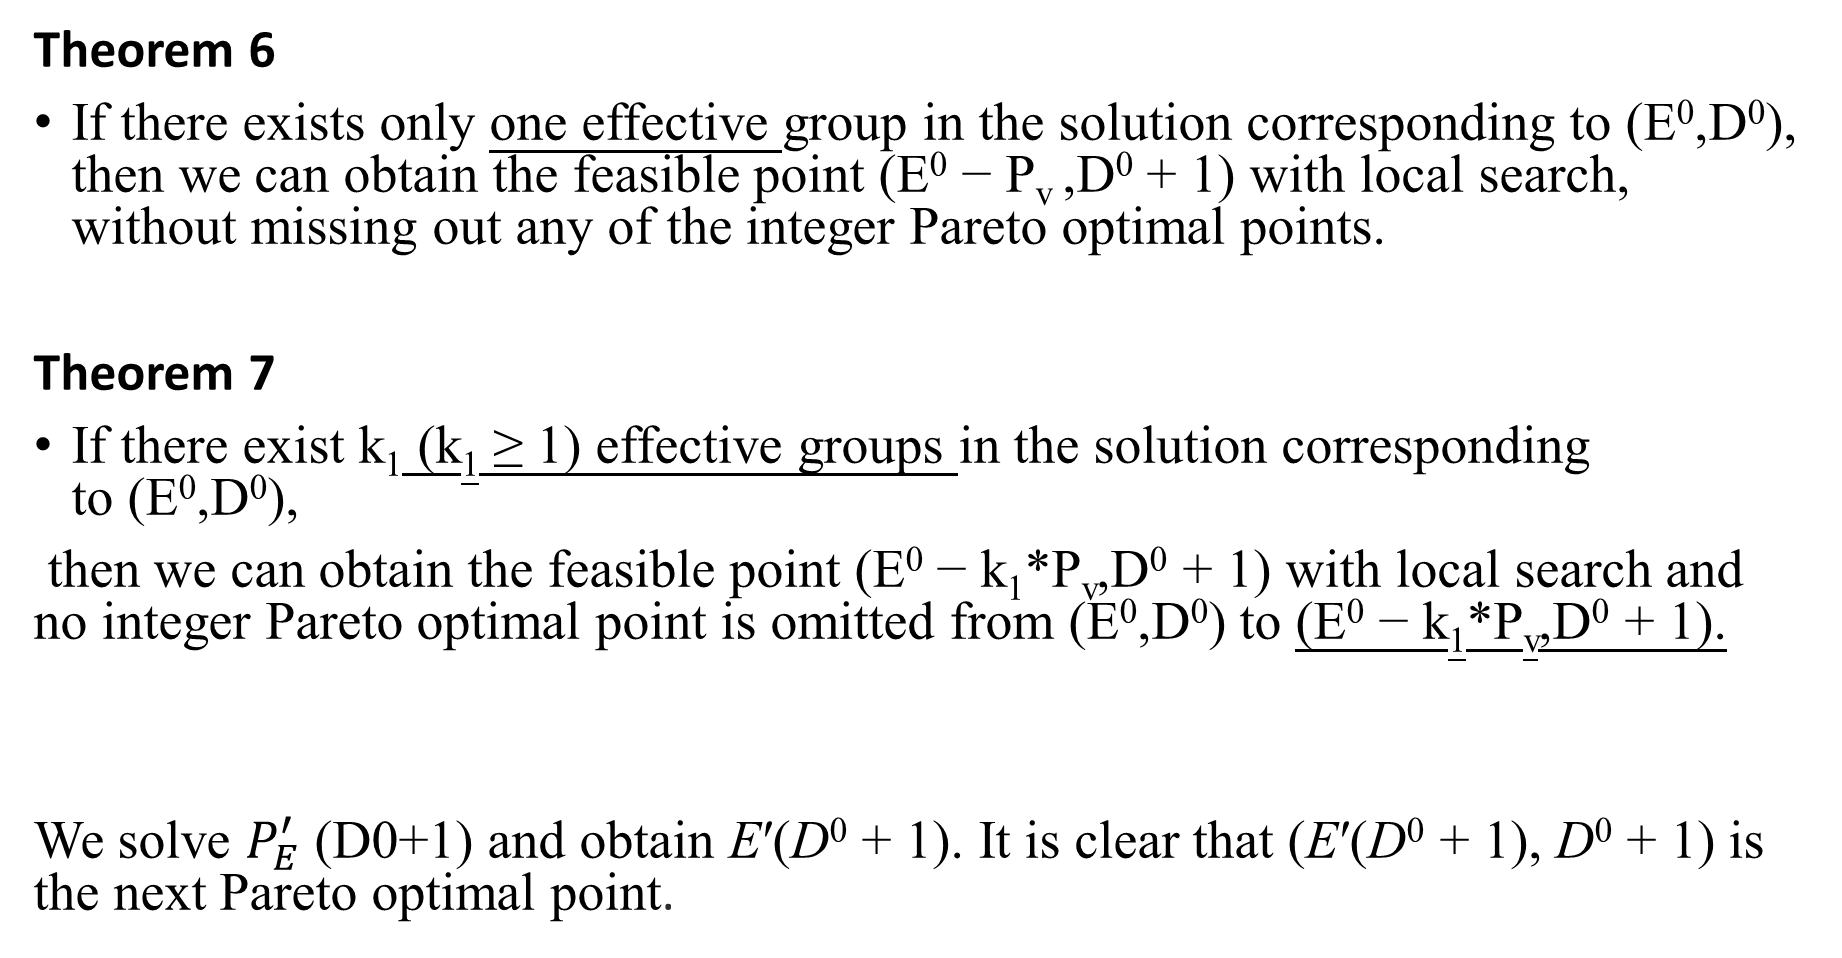 Theorem 6
• If there exists only one effective group in the solution corresponding to (E⁰,D⁰),
then we can obtain the feasible point (E⁰ − Pᵥ ,D⁰ + 1) with local search,
without missing out any of the integer Pareto optimal points.
Theorem 7
• If there exist k₁ (k₁ ≥ 1) effective groups in the solution corresponding
to (E⁰,D⁰),
then we can obtain the feasible point (E⁰ − k₁*Pᵥ,D⁰ + 1) with local search and
no integer Pareto optimal point is omitted from (E⁰,D⁰) to (E⁰ − k₁*Pᵥ,D⁰ + 1).
We solve P′_E (D0+1) and obtain E′(D⁰ + 1). It is clear that (E′(D⁰ + 1), D⁰ + 1) is
the next Pareto optimal point.